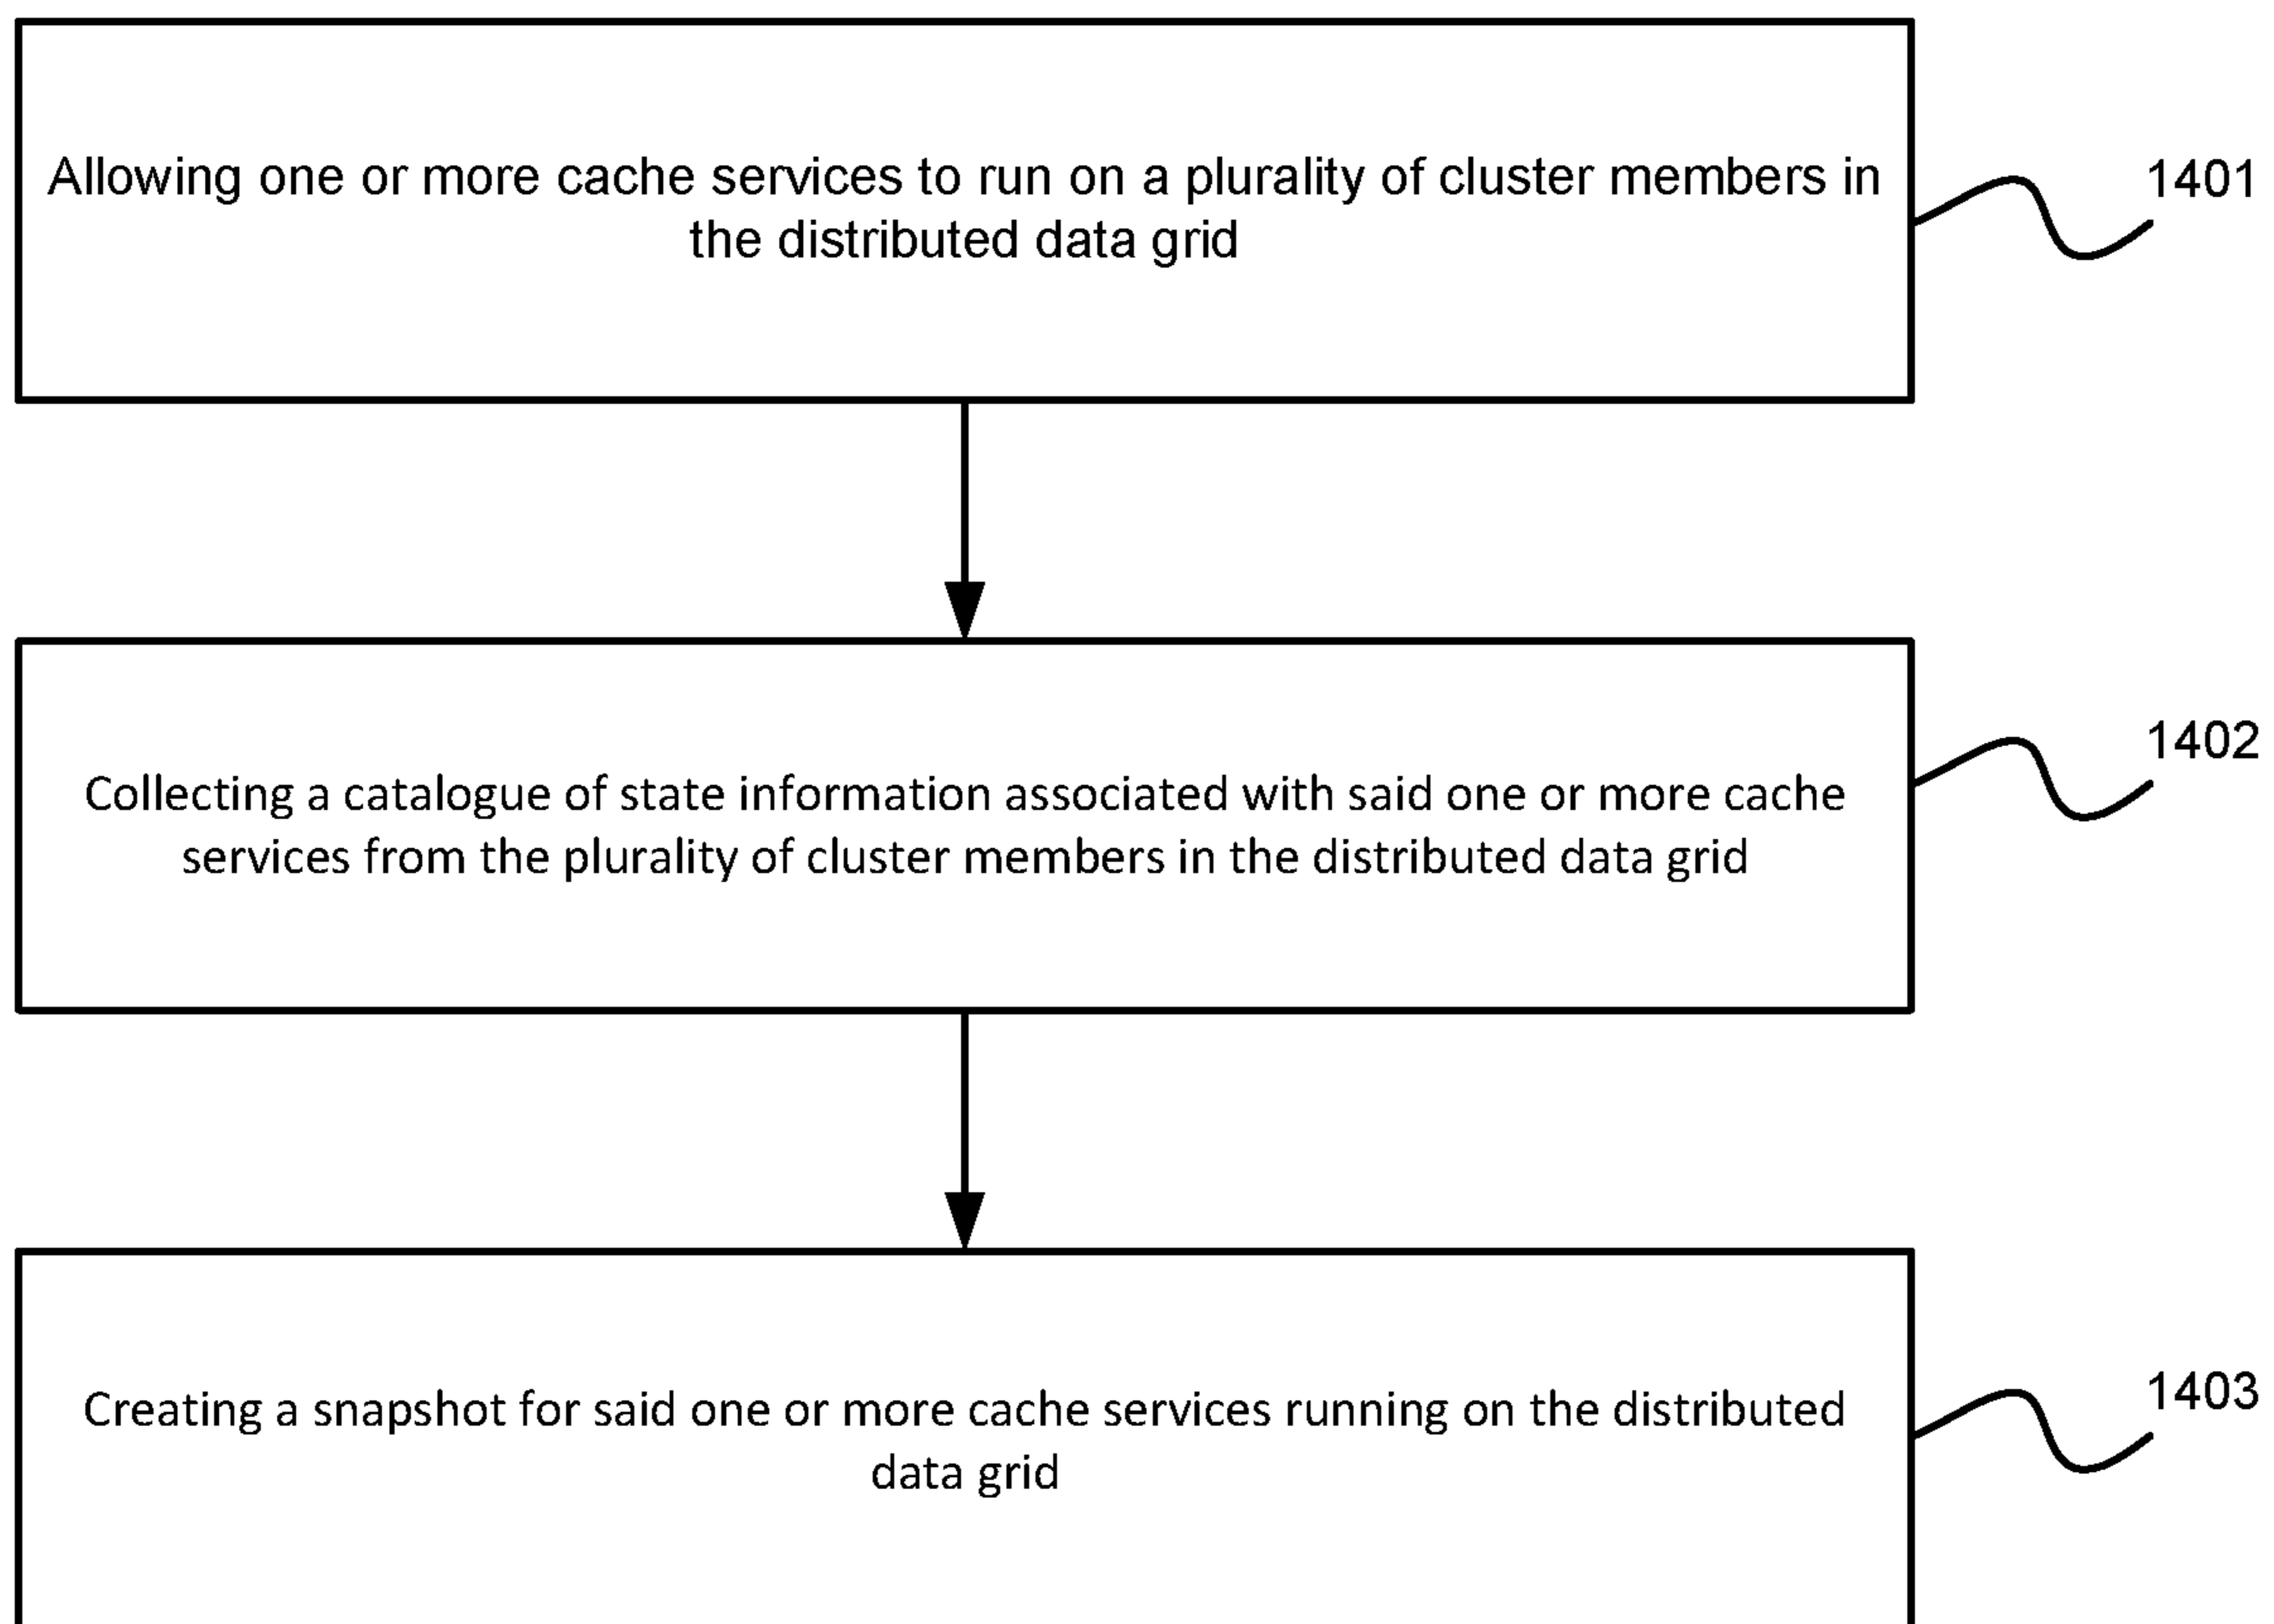 Allowing one or more cache services to run on a plurality of cluster members in
the distributed data grid
1401
Collecting a catalogue of state information associated with said one or more cache
services from the plurality of cluster members in the distributed data grid
1402
Creating a snapshot for said one or more cache services running on the distributed
data grid
1403